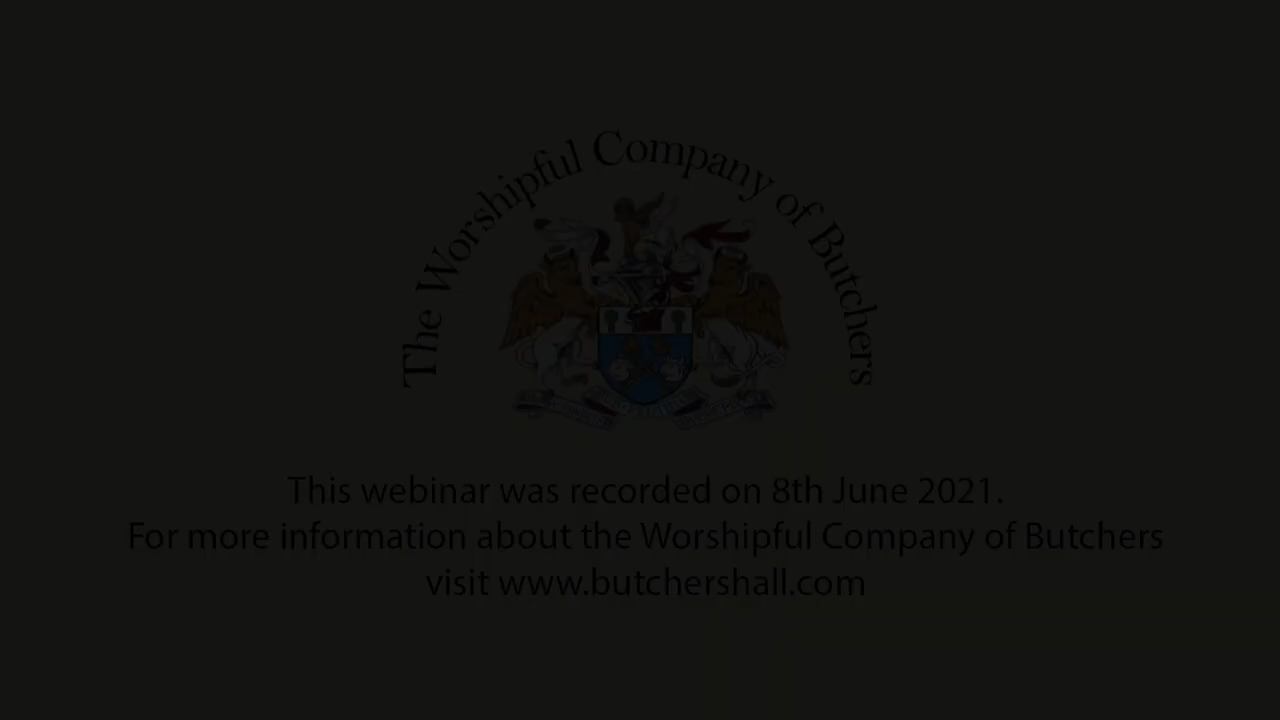 The Worshipful Company of Butchers
This webinar was recorded on 8th June 2021.
For more information about the Worshipful Company of Butchers
visit www.butchershall.com